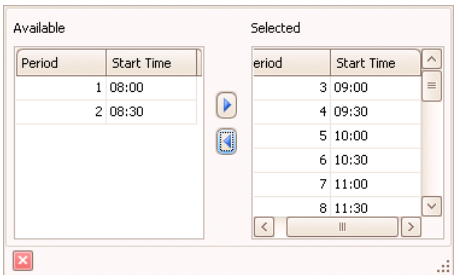 Available Selected
Period Start Time eriod Start Time
1 08:00 3 09:00
2 08:30 4 09:30
5 10:00
6 10:30
7 11:00
8 11:30